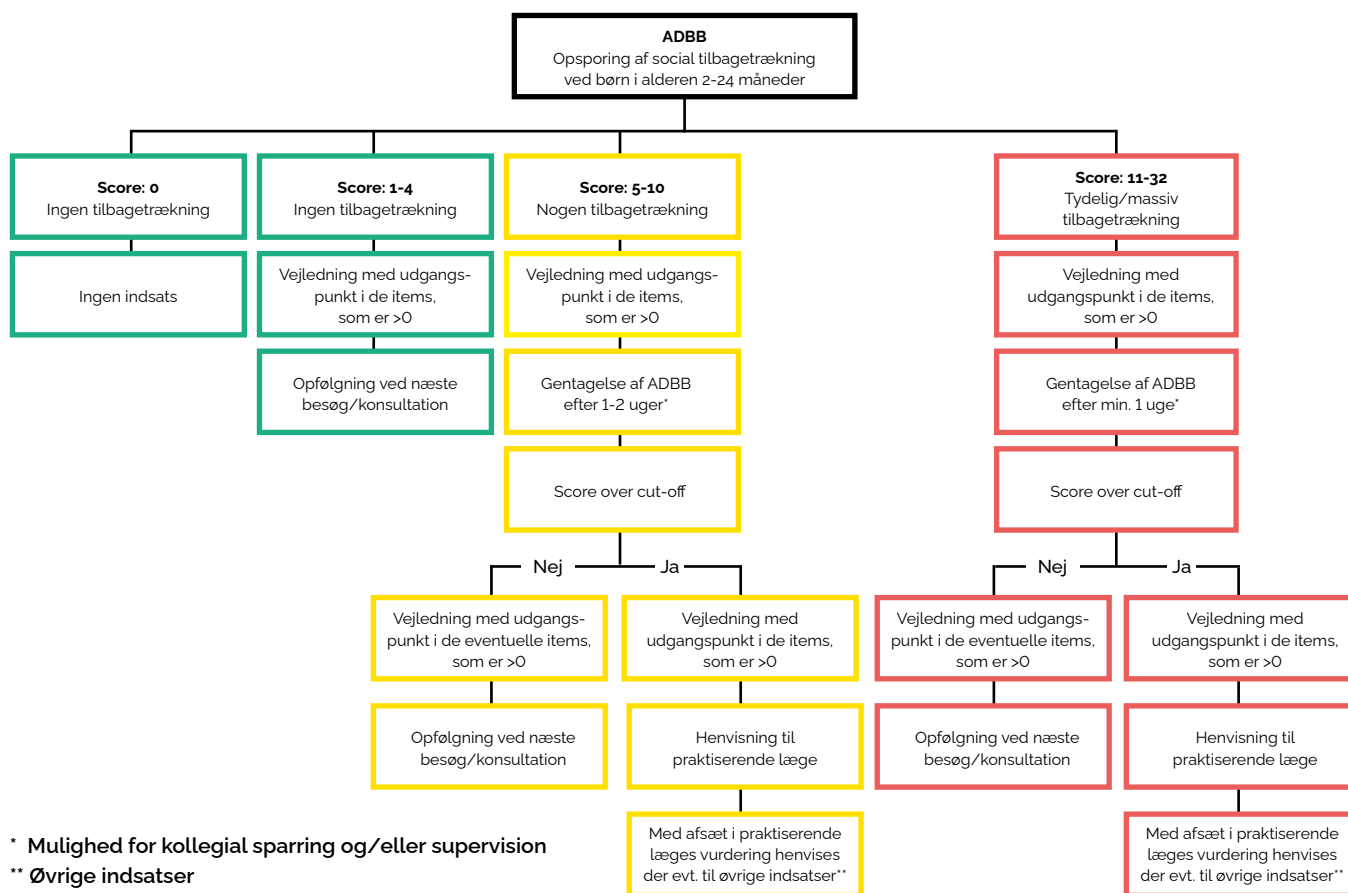 ADBB
Opsporing af social tilbagetrækning
ved børn i alderen 2-24 måneder
Score: 0
Ingen tilbagetrækning
Ingen indsats
Score: 1-4
Ingen tilbagetrækning
Vejledning med udgangs-
punkt i de items,
som er >0
Opfølgning ved næste
besøg/konsultation
Score: 5-10
Nogen tilbagetrækning
Vejledning med udgangs-
punkt i de items,
som er >0
Gentagelse af ADBB
efter 1-2 uger*
Score over cut-off
Nej
Vejledning med udgangs-
punkt i de eventuelle items,
som er >0
Opfølgning ved næste
besøg/konsultation
Ja
Vejledning med
udgangspunkt i de items,
som er >0
Henvisning til
praktiserende læge
Med afsæt i praktiserende
læges vurdering henvises
der evt. til øvrige indsatser**
Score: 11-32
Tydelig/massiv
tilbagetrækning
Vejledning med
udgangspunkt i de items,
som er >0
Gentagelse af ADBB
efter min. 1 uge*
Score over cut-off
Nej
Vejledning med udgangs-
punkt i de eventuelle items,
som er >0
Opfølgning ved næste
besøg/konsultation
Ja
Vejledning med
udgangspunkt i de items,
som er >0
Henvisning til
praktiserende læge
Med afsæt i praktiserende
læges vurdering henvises
der evt. til øvrige indsatser**
* Mulighed for kollegial sparring og/eller supervision
** Øvrige indsatser